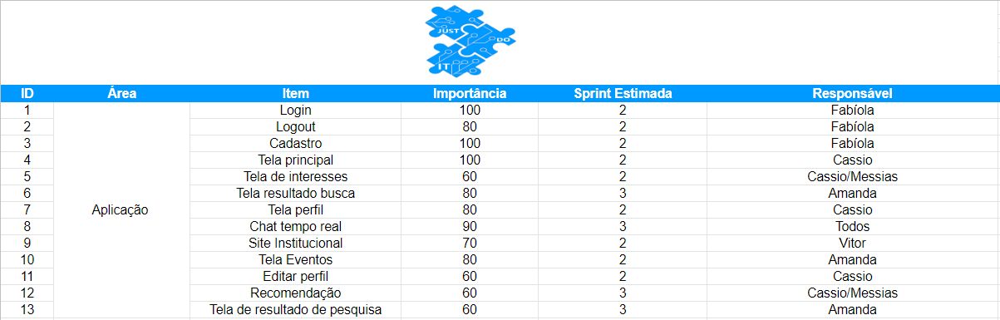 JUST
DO
IT
ID Área Item Importância Sprint Estimada Responsável
1 Login 100 2 Fabíola
2 Logout 80 2 Fabíola
3 Cadastro 100 2 Fabíola
4 Tela principal 100 2 Cassio
5 Tela de interesses 60 2 Cassio/Messias
6 Tela resultado busca 80 3 Amanda
7 Aplicação Tela perfil 80 2 Cassio
8 Chat tempo real 90 3 Todos
9 Site Institucional 70 2 Vitor
10 Tela Eventos 80 2 Amanda
11 Editar perfil 60 2 Cassio
12 Recomendação 60 3 Cassio/Messias
13 Tela de resultado de pesquisa 60 3 Amanda